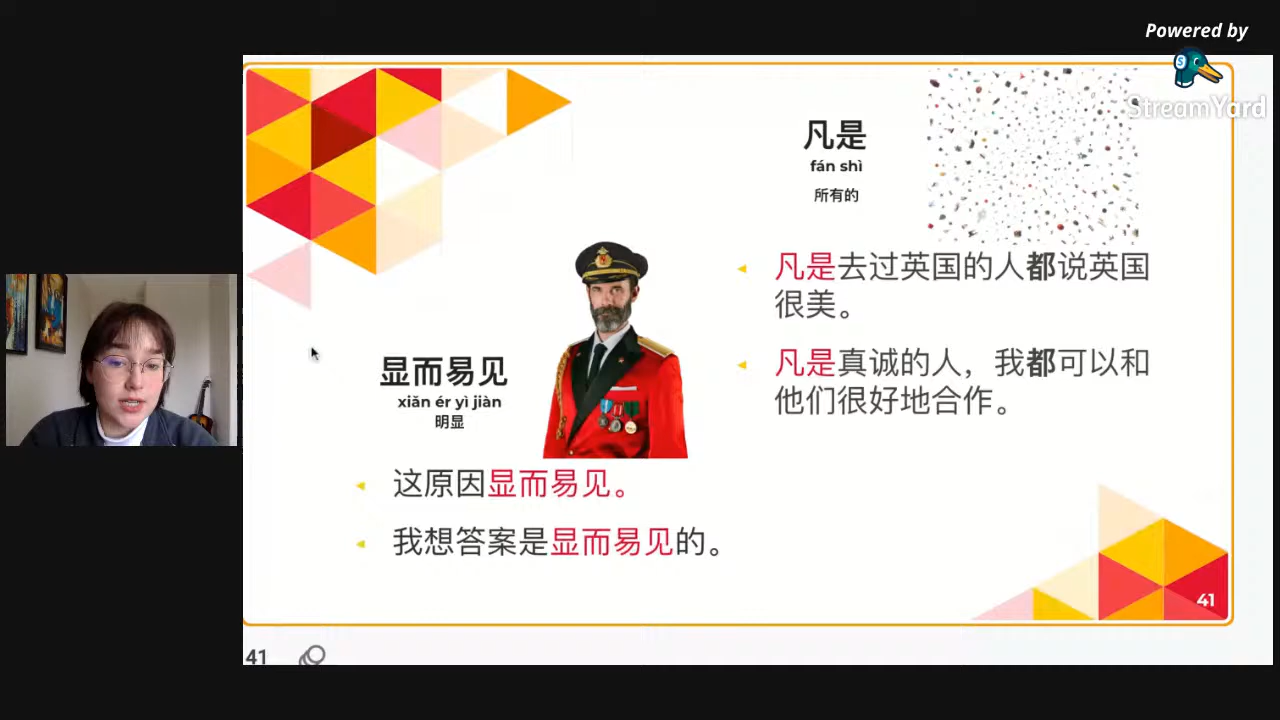 Powered by
StreamYard
凡是
fán shì
所有的
凡是去过英国的人都说英国
很美。
凡是真诚的人，我都可以和
他们很好地合作。
显而易见
xiǎn ér yì jiàn
明显
这原因显而易见。
我想答案是显而易见的。
41
41